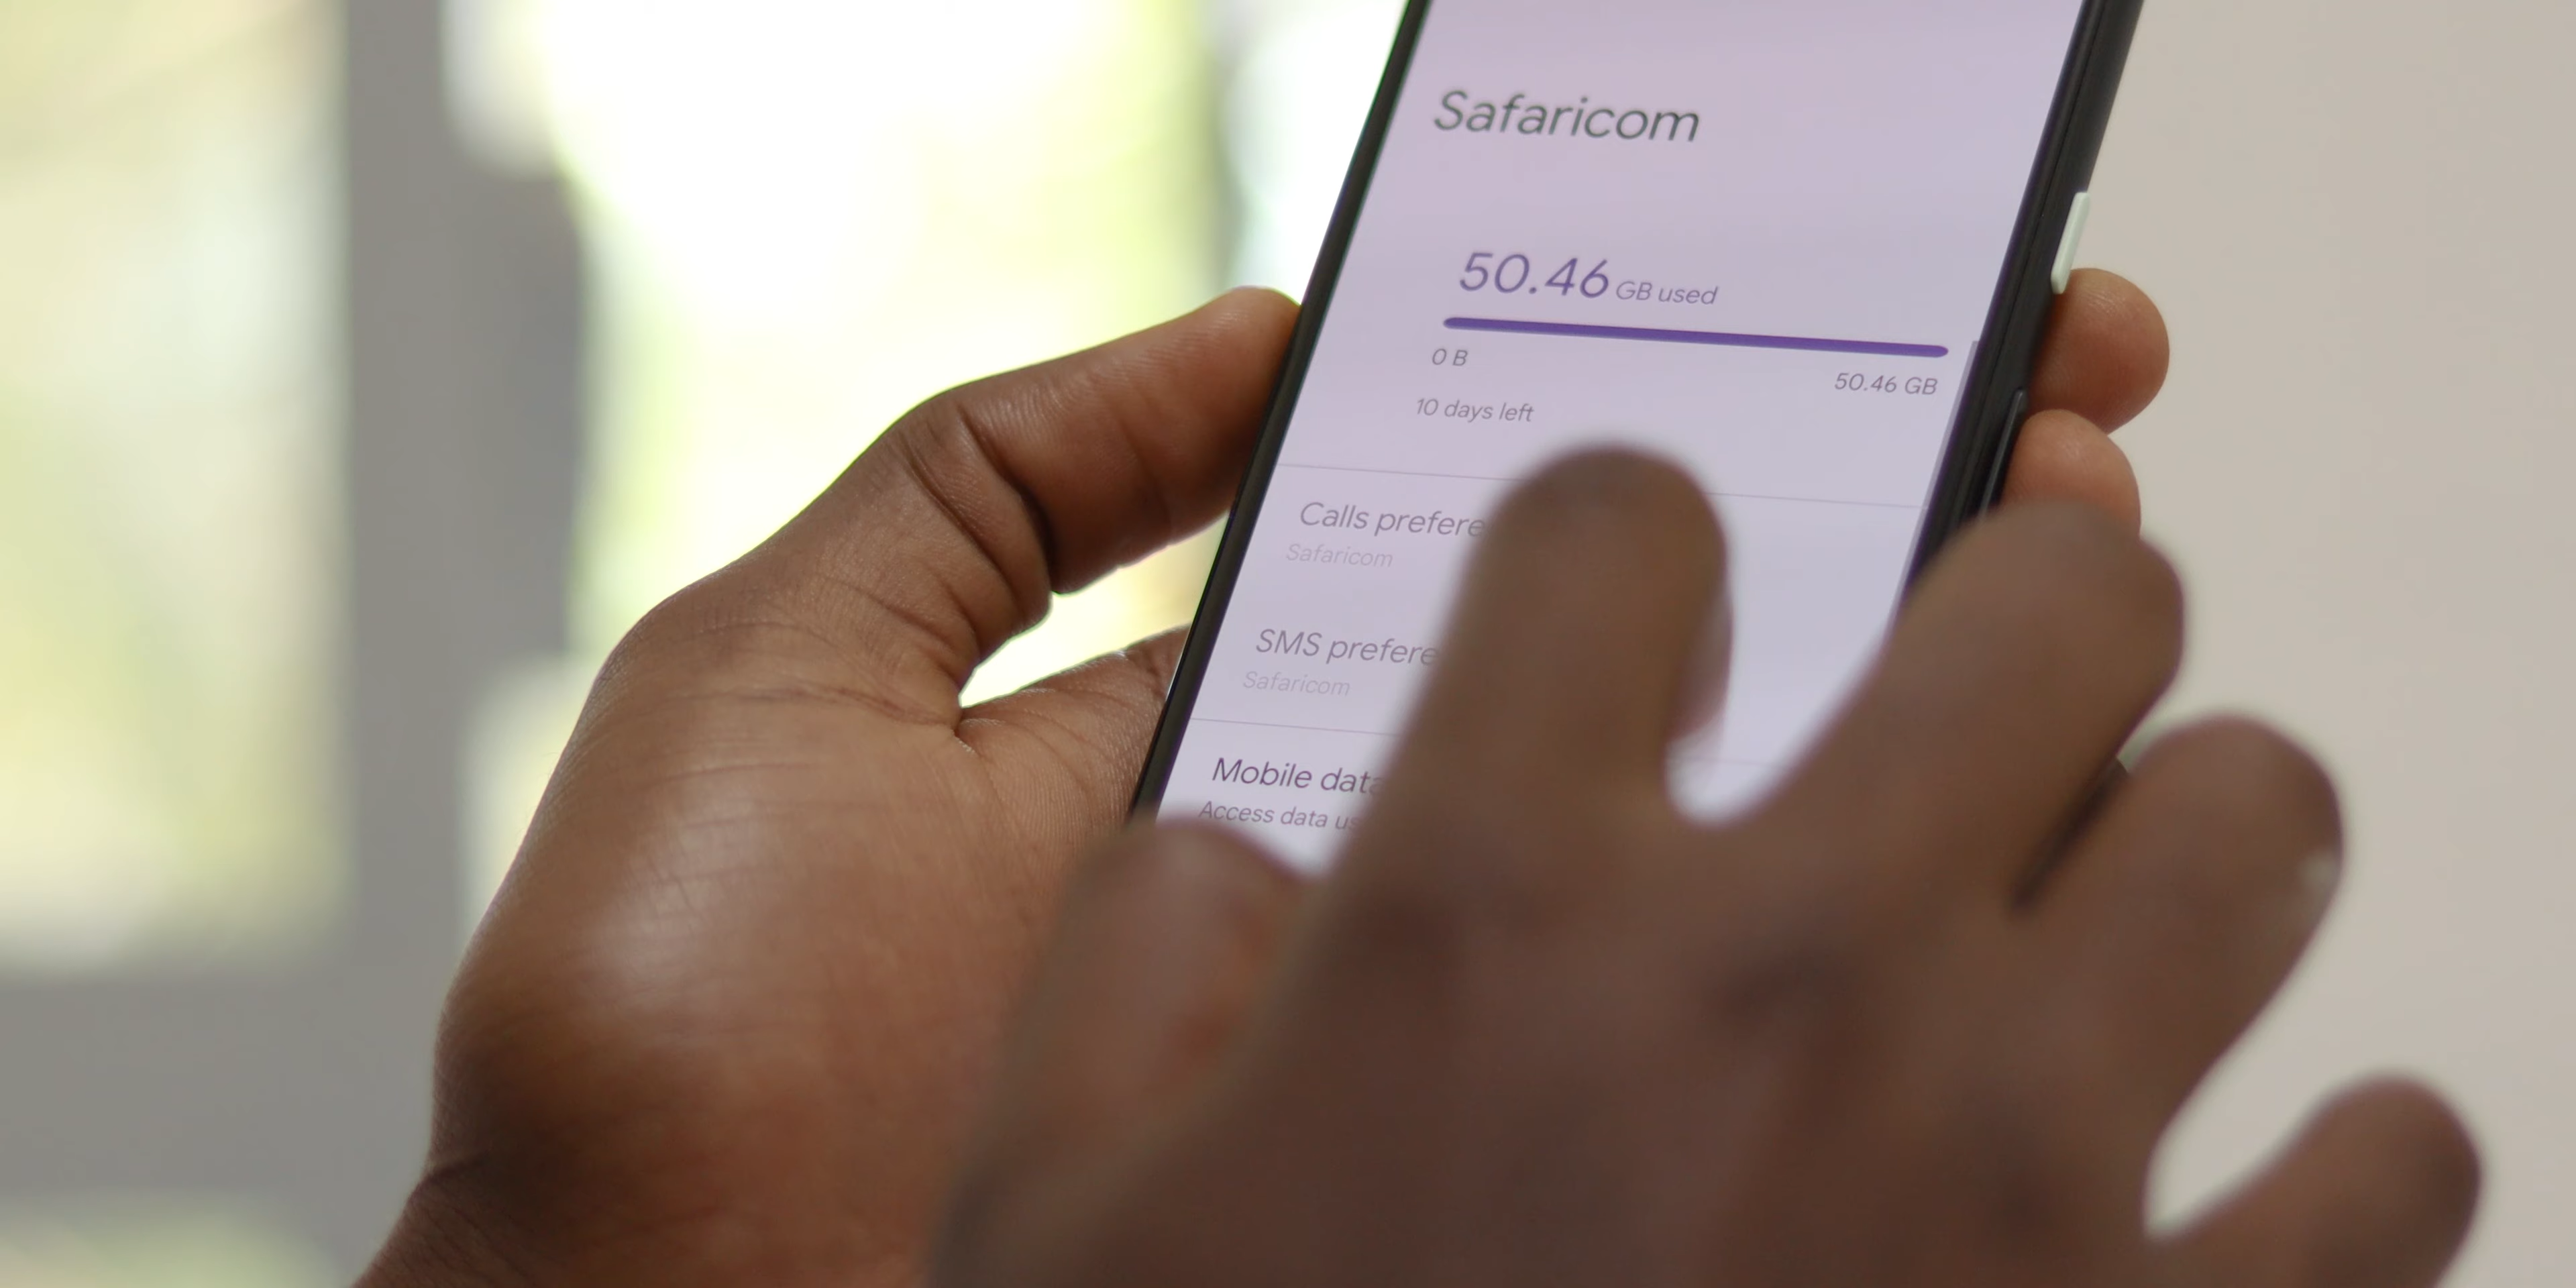 Safaricom
50.46 GB used
0 B
50.46 GB
10 days left
Calls prefere
Safaricom
SMS prefere
Safaricom
Mobile data
Access data us